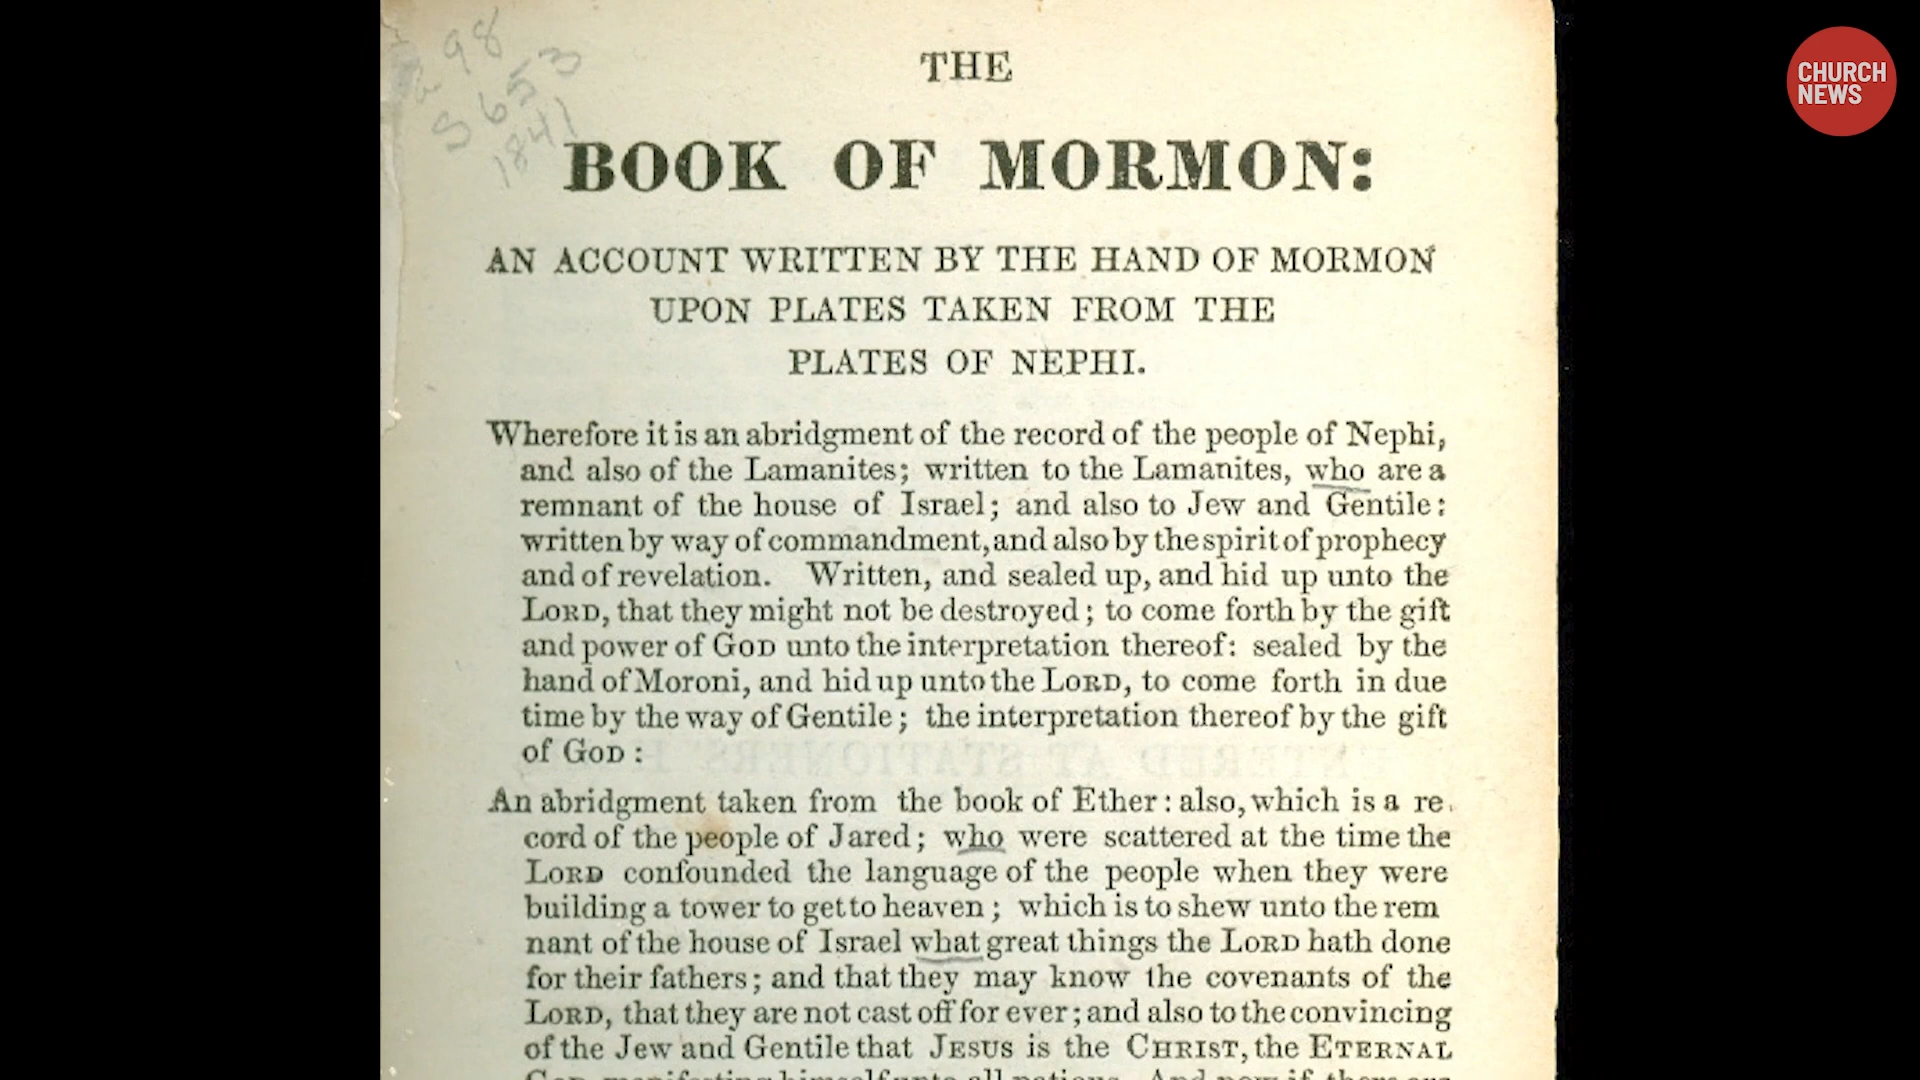 98
S 653
1841
CHURCH
NEWS
THE
BOOK OF MORMON:
AN ACCOUNT WRITTEN BY THE HAND OF MORMON
UPON PLATES TAKEN FROM THE
PLATES OF NEPHI.
Wherefore it is an abridgment of the record of the people of Nephi,
and also of the Lamanites; written to the Lamanites, who are a
remnant of the house of Israel; and also to Jew and Gentile:
written by way of commandment, and also by the spirit of prophecy
and of revelation. Written, and sealed up, and hid up unto the
LORD, that they might not be destroyed; to come forth by the gift
and power of GOD unto the interpretation thereof: sealed by the
hand of Moroni, and hid up unto the LORD, to come forth in due
time by the way of Gentile; the interpretation thereof by the gift
of GOD:
An abridgment taken from the book of Ether: also, which is a re.
cord of the people of Jared; who were scattered at the time the
LORD confounded the language of the people when they were
building a tower to get to heaven; which is to shew unto the rem
nant of the house of Israel what great things the LORD hath done
for their fathers; and that they may know the covenants of the
LORD, that they are not cast off for ever; and also to the convincing
of the Jew and Gentile that JESUS is the CHRIST, the ETERNAL